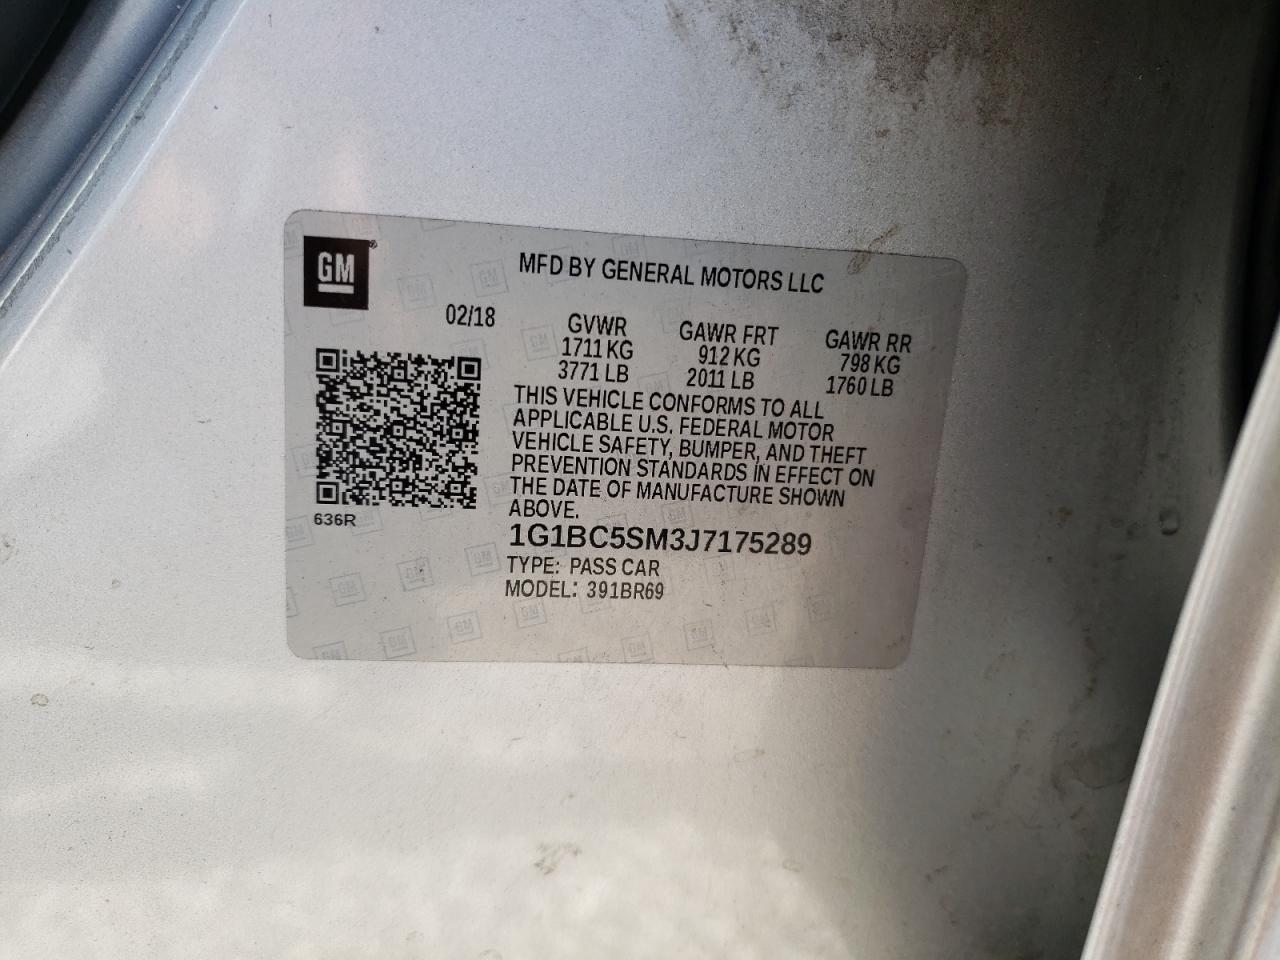 GM®
MFD BY GENERAL MOTORS LLC
02/18
GVWR GAWR FRT GAWR RR
1711 KG 912 KG 798 KG
3771 LB 2011 LB 1760 LB
THIS VEHICLE CONFORMS TO ALL
APPLICABLE U.S. FEDERAL MOTOR
VEHICLE SAFETY, BUMPER, AND THEFT
PREVENTION STANDARDS IN EFFECT ON
THE DATE OF MANUFACTURE SHOWN
ABOVE.
636R
1G1BC5SM3J7175289
TYPE: PASS CAR
MODEL: 391BR69